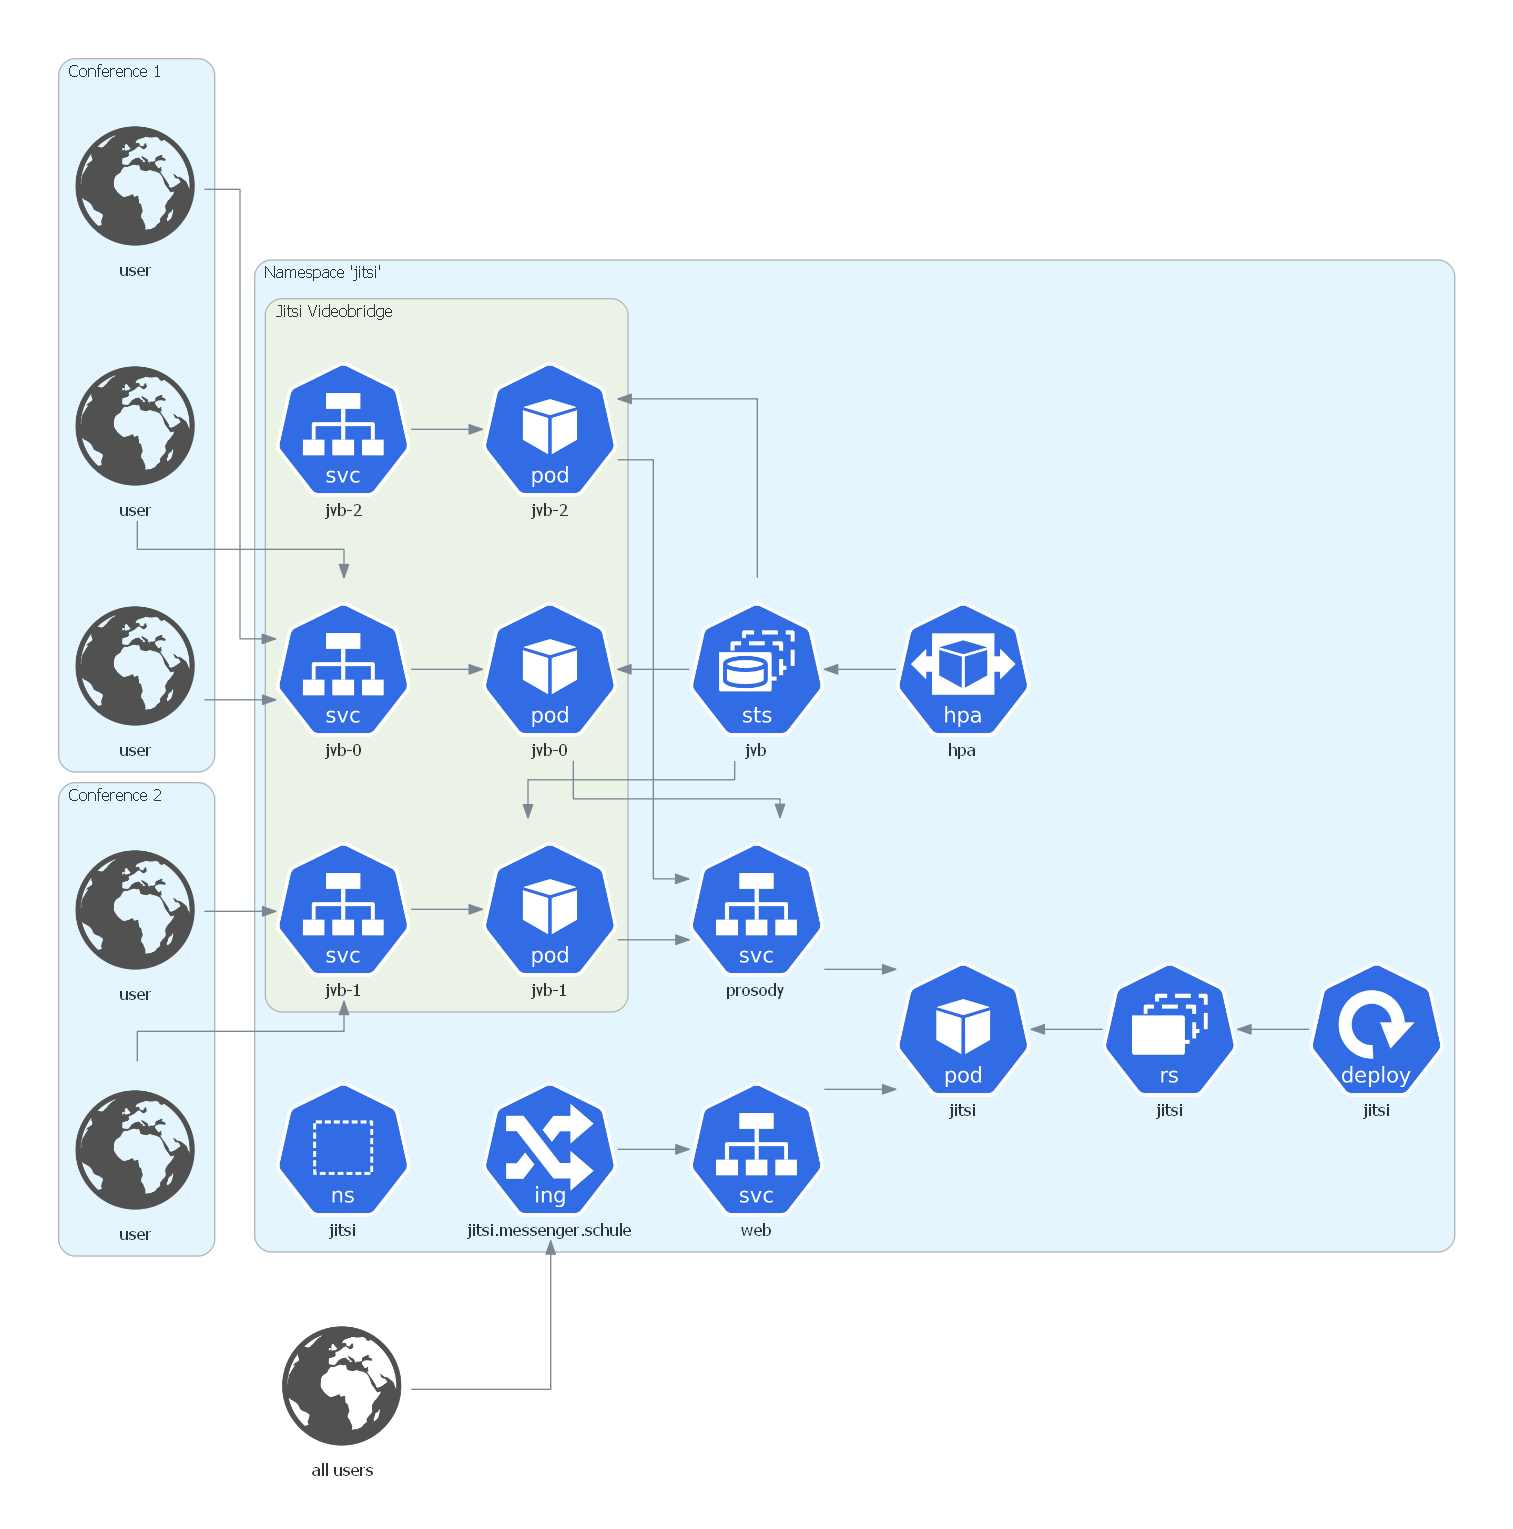 Conference 1
user
user
user
Conference 2
user
user
Namespace 'jitsi'
Jitsi Videobridge
svc
jvb-2
pod
jvb-2
svc
jvb-0
pod
jvb-0
sts
jvb
hpa
hpa
svc
jvb-1
pod
jvb-1
svc
prosody
pod
jitsi
rs
jitsi
deploy
jitsi
ns
jitsi
ing
jitsi.messenger.schule
svc
web
all users